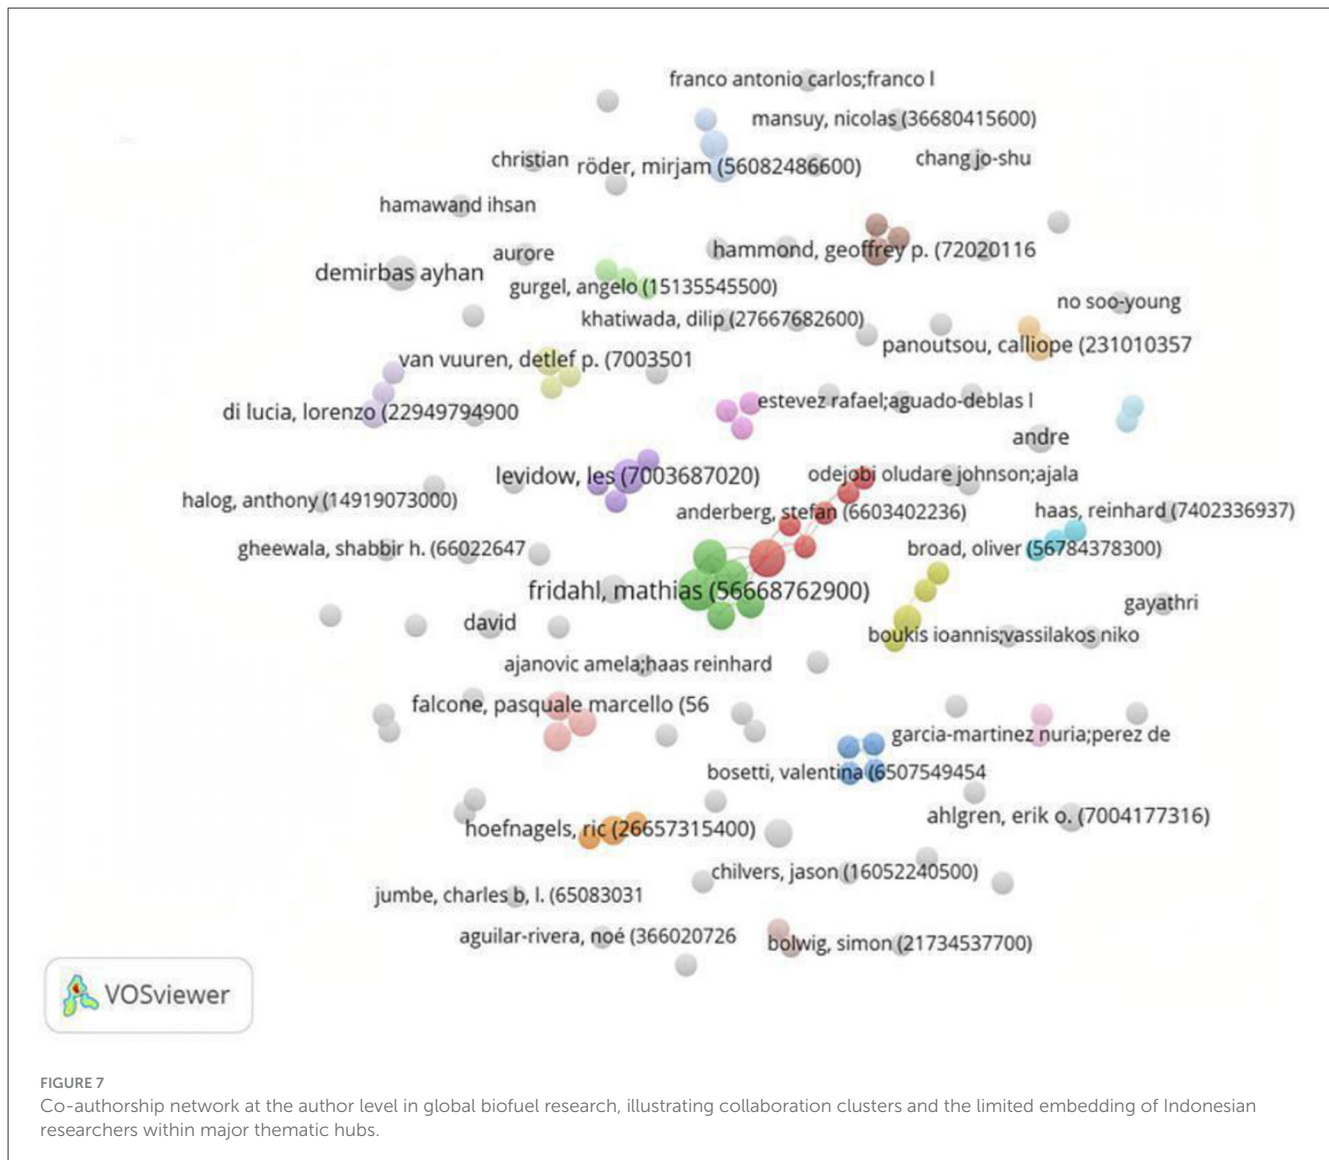 franco antonio carlos;franco l
mansuy, nicolas (36680415600)
christian
röder, mirjam (56082486600)
chang jo-shu
hamawand ihsan
aurore
hammond, geoffrey p. (72020116
demirbas ayhan
gurgel, angelo (15135545500)
no soo-young
khatiwada, dilip (27667682600)
panoutsou, calliope (231010357
van vuuren, detlef p. (7003501
di lucia, lorenzo (22949794900
estevez rafael;aguado-deblas l
andre
levidow, les (7003687020)
odejobi oludare johnson;ajala
halog, anthony (14919073000)
anderberg, stefan (6603402236)
haas, reinhard (7402336937)
gheewala, shabbir h. (66022647
broad, oliver (56784378300)
fridahl, mathias (56668762900)
gayathri
david
boukis ioannis;vassilakos niko
ajanovic amela;haas reinhard
falcone, pasquale marcello (56
garcia-martinez nuria;perez de
bosetti, valentina (6507549454
hoefnagels, ric (26657315400)
ahlgren, erik o. (7004177316)
chilvers, jason (16052240500)
jumbe, charles b, l. (65083031
aguilar-rivera, noé (366020726
bolwig, simon (21734537700)
VOSviewer
FIGURE 7
Co-authorship network at the author level in global biofuel research, illustrating collaboration clusters and the limited embedding of Indonesian
researchers within major thematic hubs.